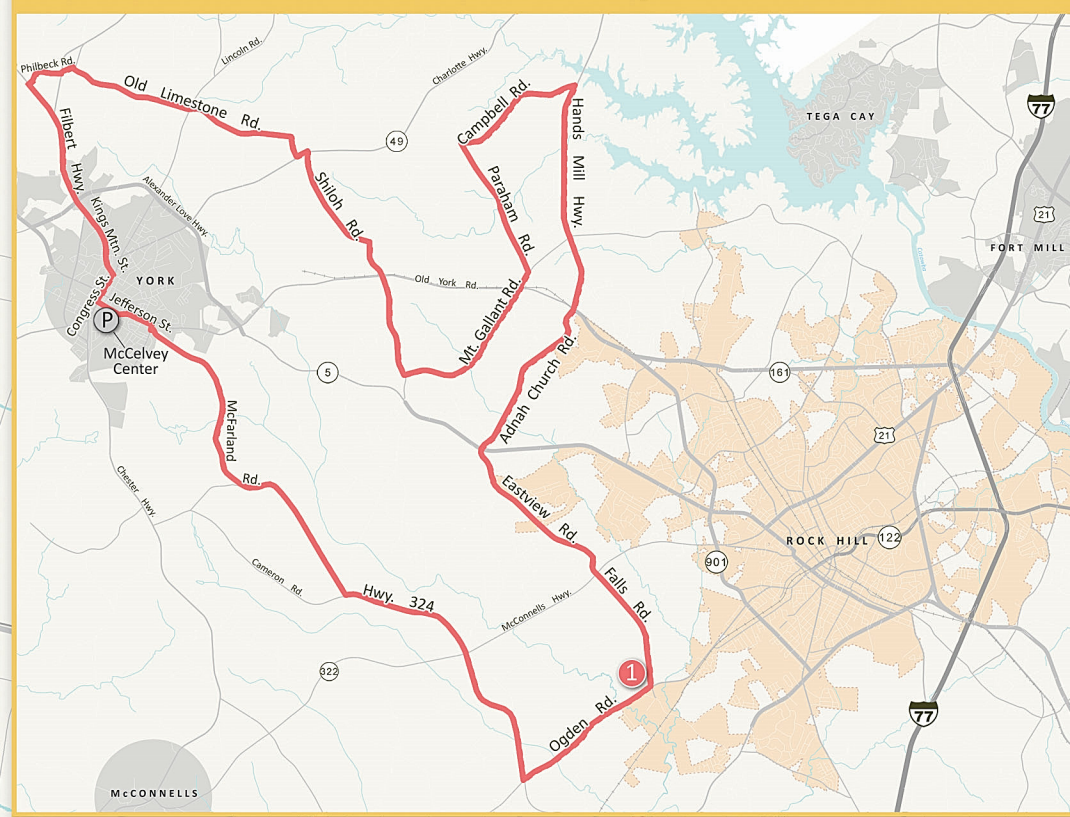 Philbeck Rd.
Lincoln Rd.
Charlotte Hwy.
Old Limestone Rd.
Campbell Rd.
49
Hands Mill Hwy.
TEGA CAY
77
Filbert Hwy.
Alexander Love Hwy.
Shiloh Rd.
Paraham Rd.
Kings Mtn. St.
21
FORT MILL
YORK
Old York Rd.
Congress St.
Jefferson St.
P
McCelvey
Center
Mt. Gallant Rd.
Adnah Church Rd.
5
161
McFarland Rd.
21
Chester Hwy.
Eastview Rd.
ROCK HILL
122
901
Cameron Rd.
Hwy. 324
Falls Rd.
McConnells Hwy.
322
1
Ogden Rd.
77
McCONNELLS